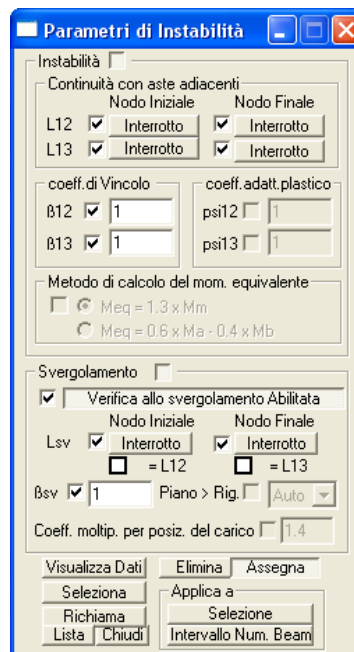 Parametri di Instabilità
Instabilità
Continuità con aste adiacenti
Nodo Iniziale Nodo Finale
L12 Interrotto Interrotto
L13 Interrotto Interrotto
coeff.di Vincolo coeff.adatt.plastico
ß12 1 psi12 1
ß13 1 psi13 1
Metodo di calcolo del mom. equivalente
Meq = 1.3 x Mm
Meq = 0.6 x Ma - 0.4 x Mb
Svergolamento
Verifica allo svergolamento Abilitata
Nodo Iniziale Nodo Finale
Lsv Interrotto Interrotto
= L12 = L13
ßsv 1 Piano > Rig. Auto
Coeff. moltip. per posiz. del carico 1.4
Visualizza Dati Elimina Assegna
Seleziona Applica a
Richiama Selezione
Lista Chiudi Intervallo Num. Beam